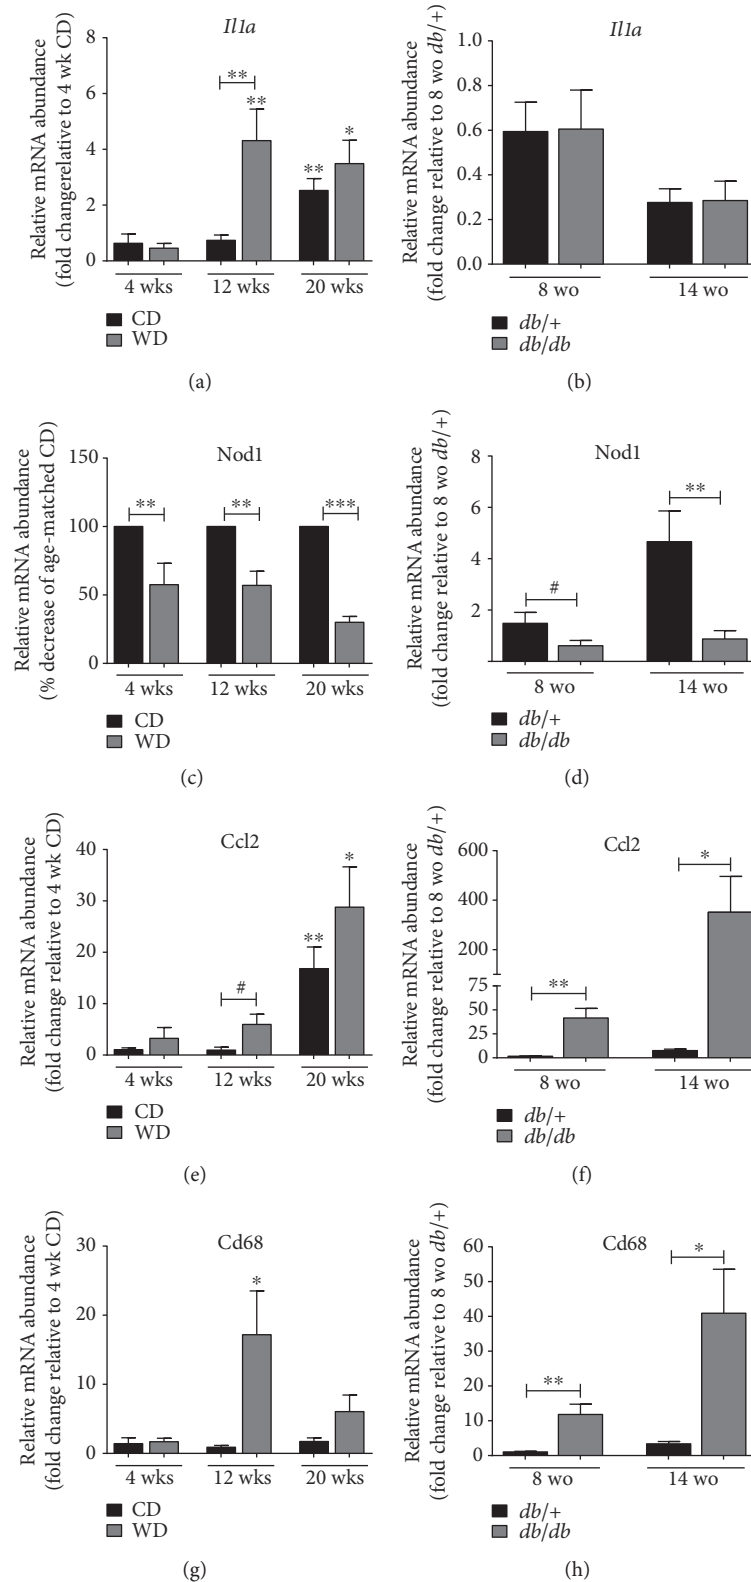 Il1a
Relative mRNA abundance
(fold changerelative to 4 wk CD)
8
6
4
2
0
**
**
**
*
4 wks 12 wks 20 wks
CD
WD
(a)
Il1a
Relative mRNA abundance
(fold change relative to 8 wo db/+)
1.0
0.8
0.6
0.4
0.2
0.0
8 wo 14 wo
db/+
db/db
(b)
Nod1
Relative mRNA abundance
(% decrease of age-matched CD)
150
100
50
0
** ** ***
4 wks 12 wks 20 wks
CD
WD
(c)
Nod1
Relative mRNA abundance
(fold change relative to 8 wo db/+)
8
6
4
2
#
**
8 wo 14 wo
db/+
db/db
(d)
Ccl2
Relative mRNA abundance
(fold change relative to 4 wk CD)
40
30
20
10
0
#
**
*
4 wks 12 wks 20 wks
CD
WD
(e)
Ccl2
Relative mRNA abundance
(fold change relative to 8 wo db/+)
600
400
200
75
50
25
0
**
*
8 wo 14 wo
db/+
db/db
(f)
Cd68
Relative mRNA abundance
(fold change relative to 4 wk CD)
30
20
10
0
*
4 wks 12 wks 20 wks
CD
WD
(g)
Cd68
Relative mRNA abundance
(fold change relative to 8 wo db/+)
60
50
40
30
20
10
0
**
*
8 wo 14 wo
db/+
db/db
(h)